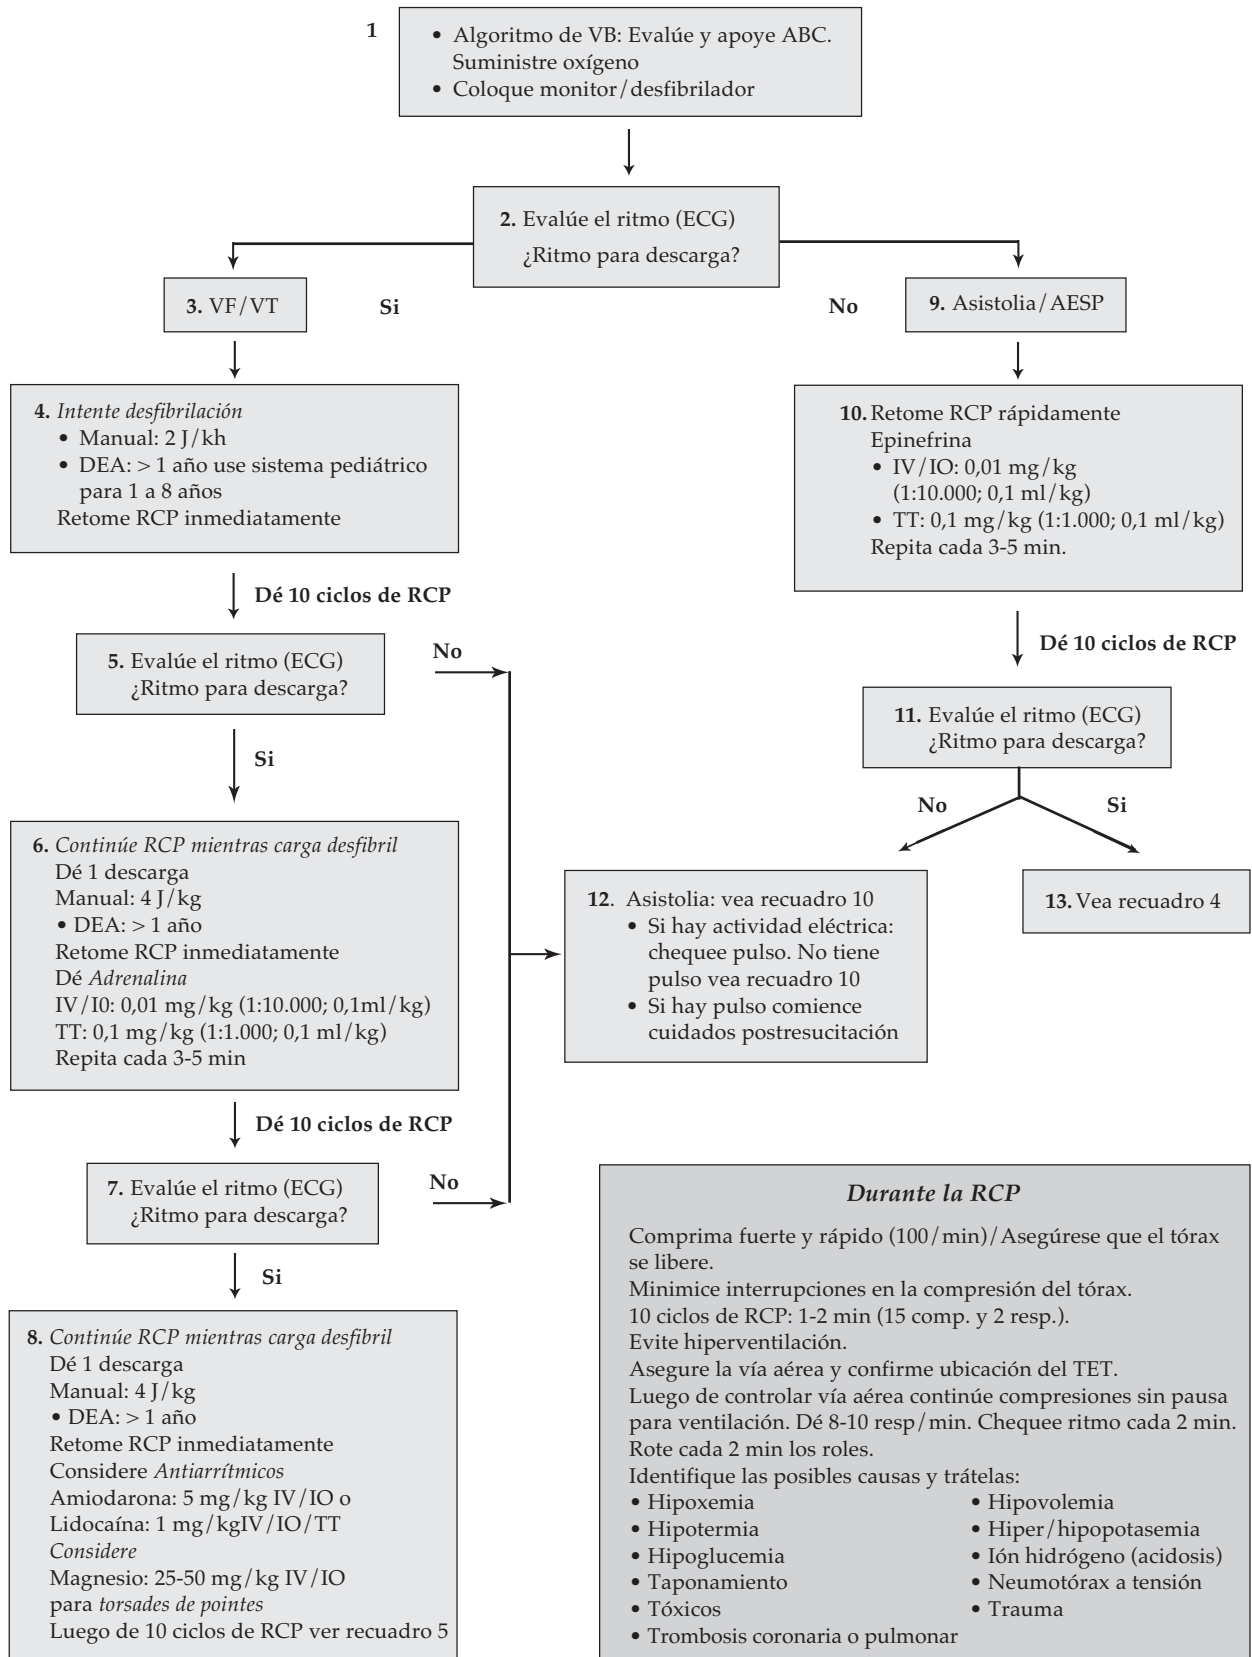 1
• Algoritmo de VB: Evalúe y apoye ABC.
Suministre oxígeno
• Coloque monitor/desfibrilador
2. Evalúe el ritmo (ECG)
¿Ritmo para descarga?
3. VF/VT
Si
No
9. Asistolia/AESP
4. Intente desfibrilación
• Manual: 2 J/kh
• DEA: > 1 año use sistema pediátrico
para 1 a 8 años
Retome RCP inmediatamente
10. Retome RCP rápidamente
Epinefrina
• IV/IO: 0,01 mg/kg
(1:10.000; 0,1 ml/kg)
• TT: 0,1 mg/kg (1:1.000; 0,1 ml/kg)
Repita cada 3-5 min.
Dé 10 ciclos de RCP
Dé 10 ciclos de RCP
5. Evalúe el ritmo (ECG)
¿Ritmo para descarga?
No
11. Evalúe el ritmo (ECG)
¿Ritmo para descarga?
Si
No
Si
6. Continúe RCP mientras carga desfibril
Dé 1 descarga
Manual: 4 J/kg
• DEA: > 1 año
Retome RCP inmediatamente
Dé Adrenalina
IV/I0: 0,01 mg/kg (1:10.000; 0,1ml/kg)
TT: 0,1 mg/kg (1:1.000; 0,1 ml/kg)
Repita cada 3-5 min
12. Asistolia: vea recuadro 10
• Si hay actividad eléctrica:
chequee pulso. No tiene
pulso vea recuadro 10
• Si hay pulso comience
cuidados postresucitación
13. Vea recuadro 4
Dé 10 ciclos de RCP
7. Evalúe el ritmo (ECG)
¿Ritmo para descarga?
No
Si
8. Continúe RCP mientras carga desfibril
Dé 1 descarga
Manual: 4 J/kg
• DEA: > 1 año
Retome RCP inmediatamente
Considere Antiarrítmicos
Amiodarona: 5 mg/kg IV/IO o
Lidocaína: 1 mg/kgIV/IO/TT
Considere
Magnesio: 25-50 mg/kg IV/IO
para torsades de pointes
Luego de 10 ciclos de RCP ver recuadro 5
Durante la RCP
Comprima fuerte y rápido (100/min)/Asegúrese que el tórax
se libere.
Minimice interrupciones en la compresión del tórax.
10 ciclos de RCP: 1-2 min (15 comp. y 2 resp.).
Evite hiperventilación.
Asegure la vía aérea y confirme ubicación del TET.
Luego de controlar vía aérea continúe compresiones sin pausa
para ventilación. Dé 8-10 resp/min. Chequee ritmo cada 2 min.
Rote cada 2 min los roles.
Identifique las posibles causas y trátelas:
• Hipoxemia • Hipovolemia
• Hipotermia • Hiper/hipopotasemia
• Hipoglucemia • Ión hidrógeno (acidosis)
• Taponamiento • Neumotórax a tensión
• Tóxicos • Trauma
• Trombosis coronaria o pulmonar